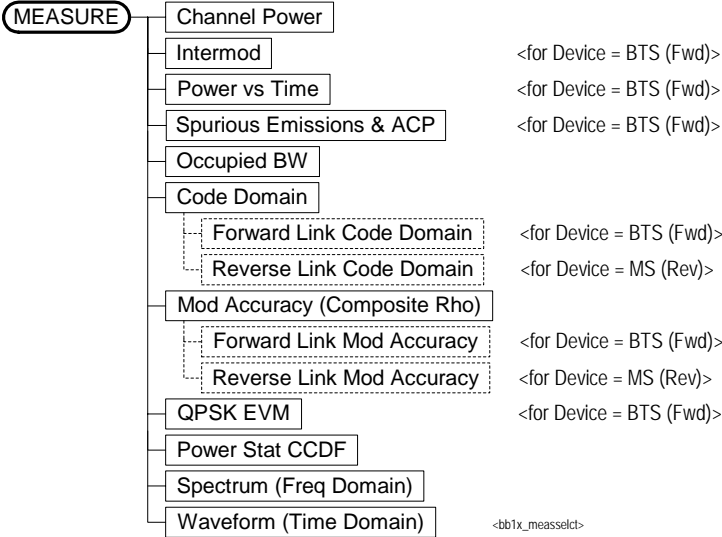 MEASURE
Channel Power
Intermod <for Device = BTS (Fwd)>
Power vs Time <for Device = BTS (Fwd)>
Spurious Emissions & ACP <for Device = BTS (Fwd)>
Occupied BW
Code Domain
Forward Link Code Domain <for Device = BTS (Fwd)>
Reverse Link Code Domain <for Device = MS (Rev)>
Mod Accuracy (Composite Rho)
Forward Link Mod Accuracy <for Device = BTS (Fwd)>
Reverse Link Mod Accuracy <for Device = MS (Rev)>
QPSK EVM <for Device = BTS (Fwd)>
Power Stat CCDF
Spectrum (Freq Domain)
Waveform (Time Domain) <bb1x_measselct>